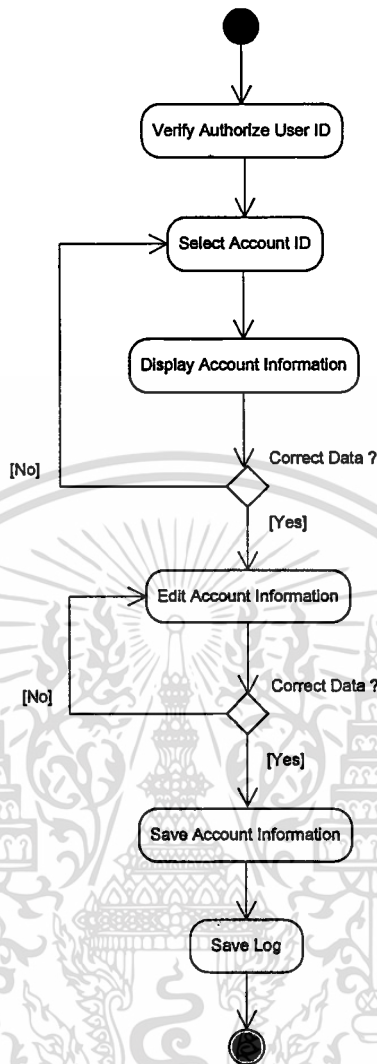 Verify Authorize User ID
Select Account ID
Display Account Information
Correct Data ?
[No]
[Yes]
Edit Account Information
Correct Data ?
[No]
[Yes]
Save Account Information
Save Log